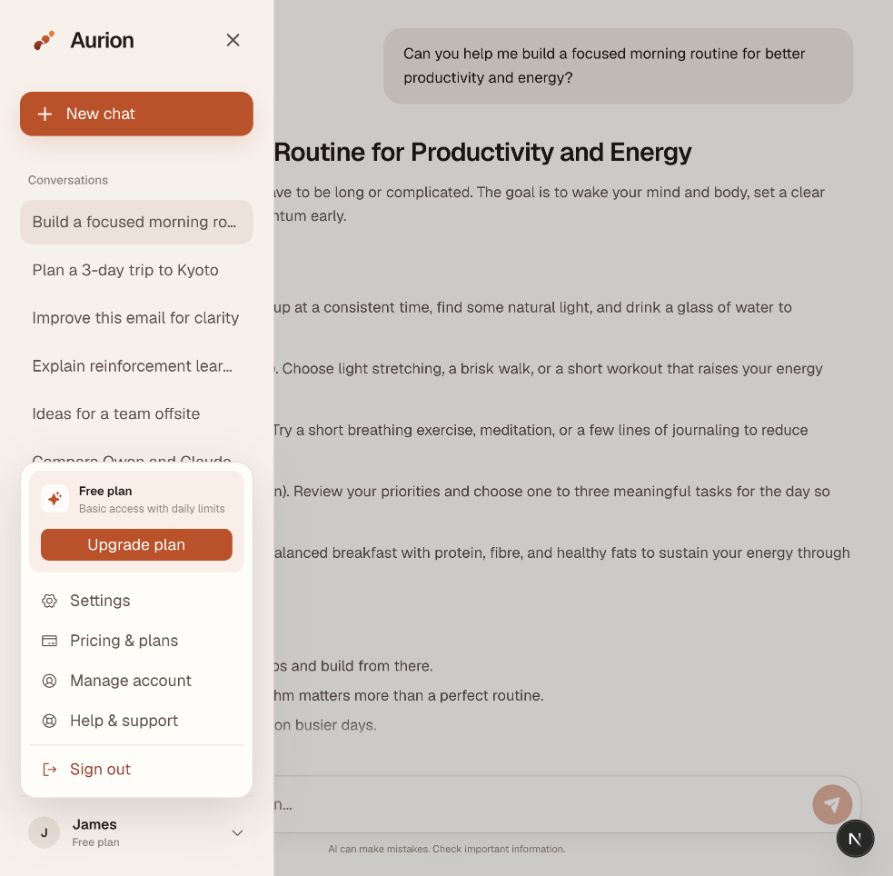 Aurion
New chat
Conversations
Build a focused morning ro...
Plan a 3-day trip to Kyoto
Improve this email for clarity
Explain reinforcement lear...
Ideas for a team offsite
Compare Qwen and Claude
Free plan
Basic access with daily limits
Upgrade plan
Settings
Pricing & plans
Manage account
Help & support
Sign out
J
James
Free plan
Can you help me build a focused morning routine for better
productivity and energy?
Routine for Productivity and Energy
ave to be long or complicated. The goal is to wake your mind and body, set a clear
ntum early.
up at a consistent time, find some natural light, and drink a glass of water to
). Choose light stretching, a brisk walk, or a short workout that raises your energy
Try a short breathing exercise, meditation, or a few lines of journaling to reduce
n). Review your priorities and choose one to three meaningful tasks for the day so
alanced breakfast with protein, fibre, and healthy fats to sustain your energy through
ps and build from there.
hm matters more than a perfect routine.
on busier days.
n...
AI can make mistakes. Check important information.
N